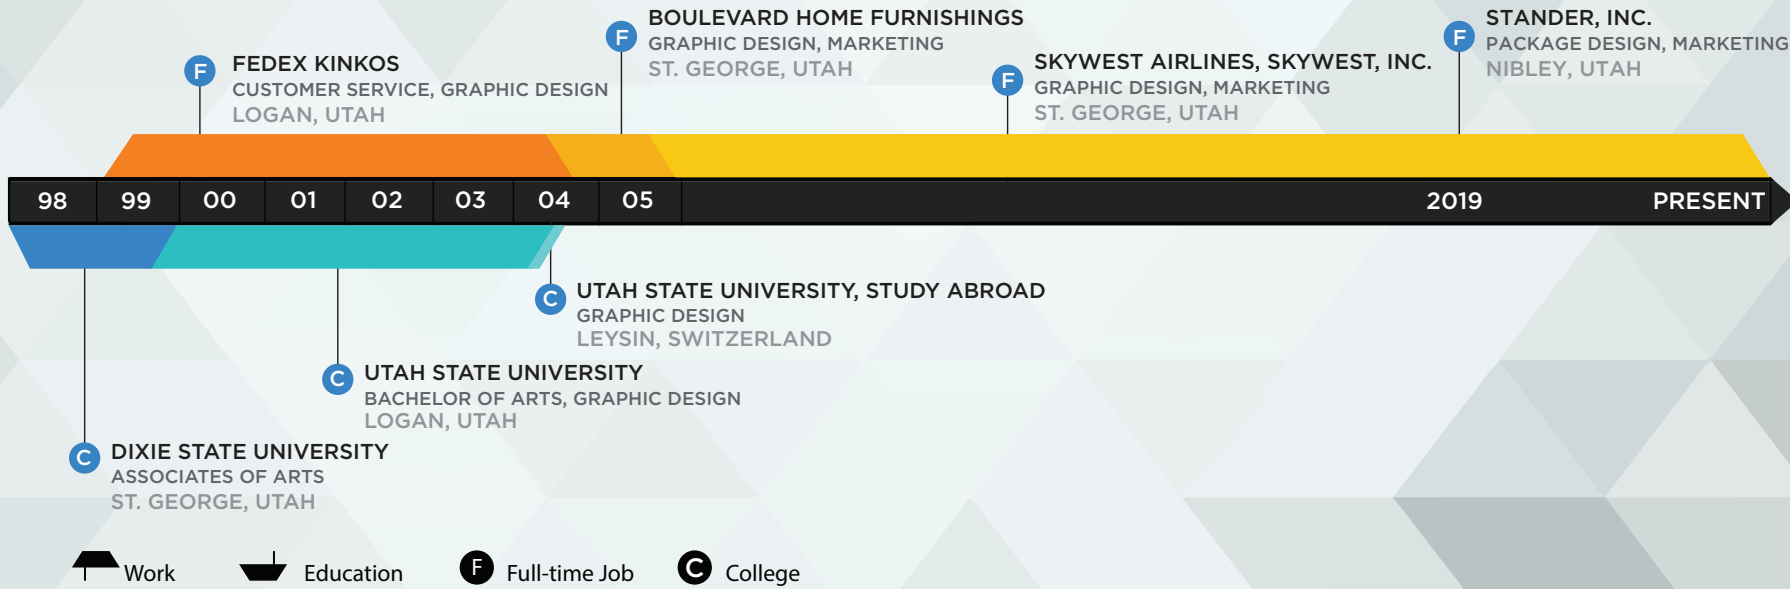 BOULEVARD HOME FURNISHINGS
GRAPHIC DESIGN, MARKETING
ST. GEORGE, UTAH
STANDER, INC.
PACKAGE DESIGN, MARKETING
NIBLEY, UTAH
F
F
FEDEX KINKOS
CUSTOMER SERVICE, GRAPHIC DESIGN
LOGAN, UTAH
F
SKYWEST AIRLINES, SKYWEST, INC.
GRAPHIC DESIGN, MARKETING
ST. GEORGE, UTAH
F
98 99 00 01 02 03 04 05 2019 PRESENT
C
UTAH STATE UNIVERSITY, STUDY ABROAD
GRAPHIC DESIGN
LEYSIN, SWITZERLAND
C
UTAH STATE UNIVERSITY
BACHELOR OF ARTS, GRAPHIC DESIGN
LOGAN, UTAH
C
DIXIE STATE UNIVERSITY
ASSOCIATES OF ARTS
ST. GEORGE, UTAH
Work Education F Full-time Job C College